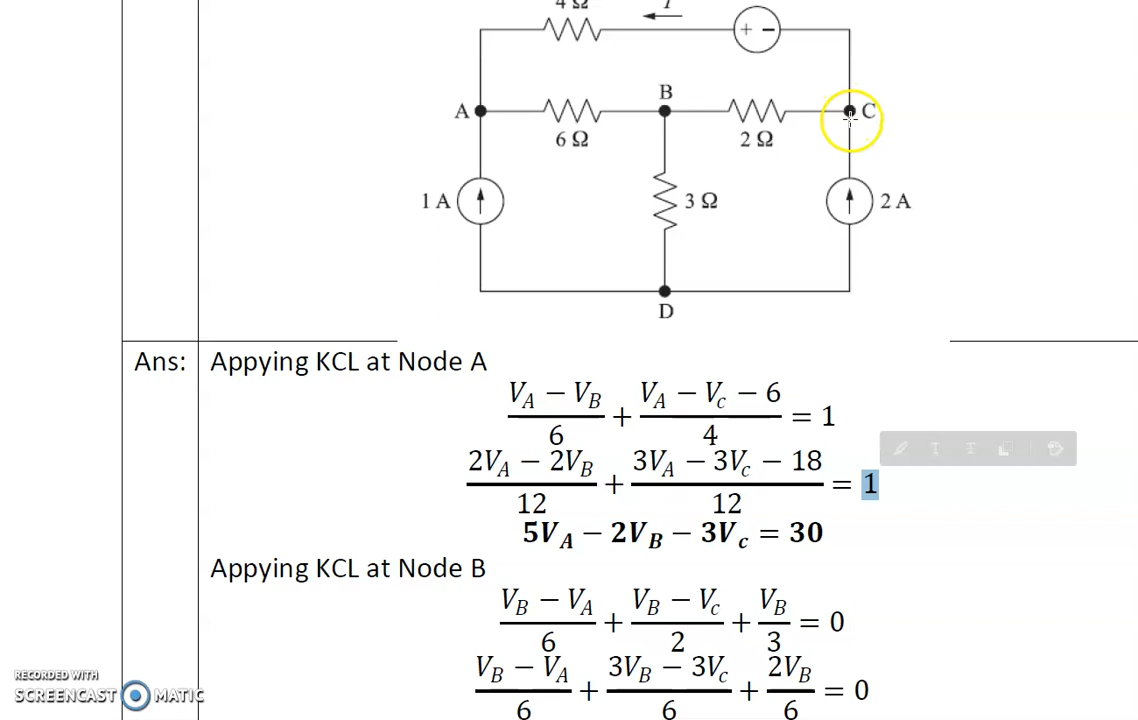 4 Ω
I
+ −
A
B
C
6 Ω
2 Ω
1 A
3 Ω
2 A
D
Ans: Appying KCL at Node A
(V_A − V_B)/6 + (V_A − V_c − 6)/4 = 1
(2V_A − 2V_B)/12 + (3V_A − 3V_c − 18)/12 = 1
5V_A − 2V_B − 3V_c = 30
Appying KCL at Node B
(V_B − V_A)/6 + (V_B − V_c)/2 + V_B/3 = 0
(V_B − V_A)/6 + (3V_B − 3V_c)/6 + 2V_B/6 = 0
RECORDED WITH
SCREENCAST MATIC